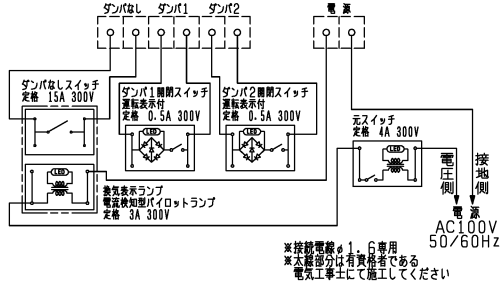 ダンパなし ダンパ1 ダンパ2 電源
ダンパなしスイッチ
定格 15A 300V
ダンパ1開閉スイッチ
運転表示付
定格 0.5A 300V
ダンパ2開閉スイッチ
運転表示付
定格 0.5A 300V
元スイッチ
定格 4A 300V
LED
LED
LED
LED
換気表示ランプ
電流検知型パイロットランプ
定格 3A 300V
電圧側
接地側
電源
AC100V
50/60Hz
※接続電線φ1.6専用
※太線部分は有資格者である
電気工事士にて施工してください